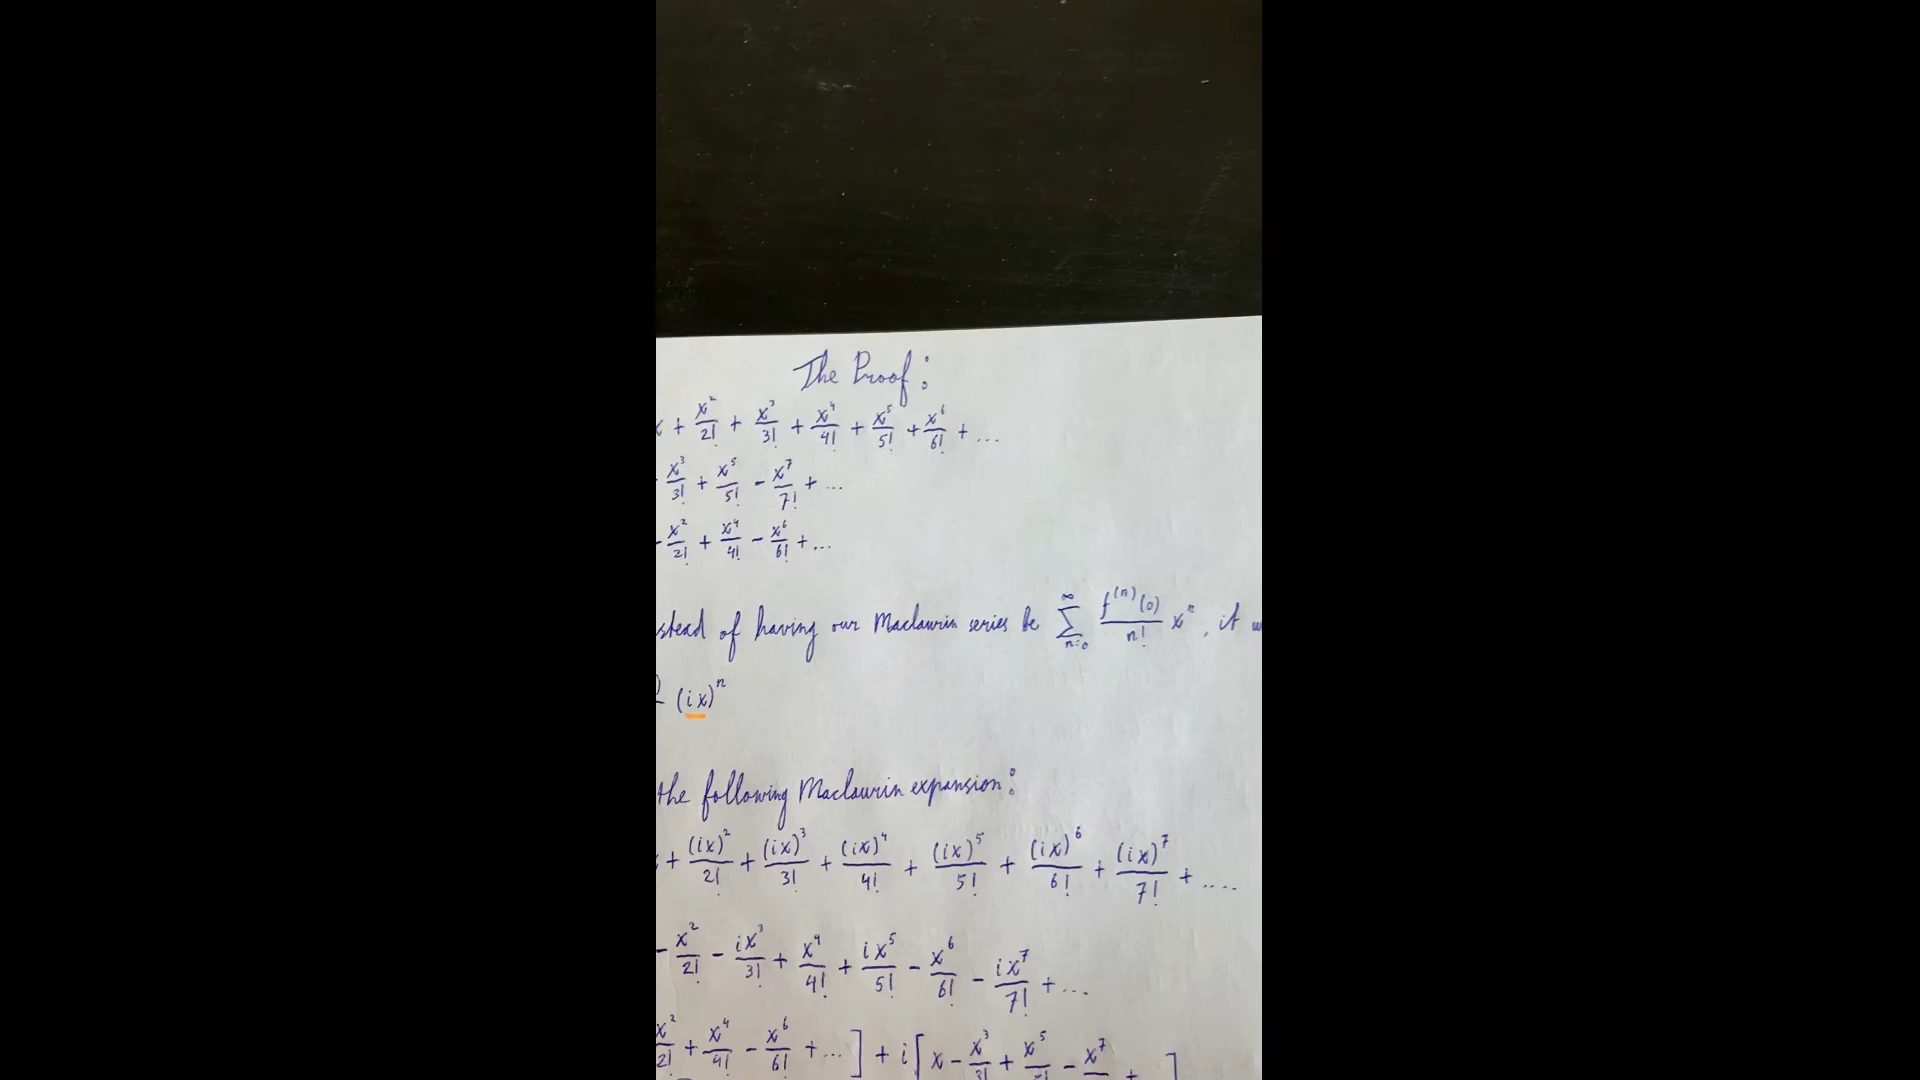 The Proof:
x + x²/2! + x³/3! + x⁴/4! + x⁵/5! + x⁶/6! + ...
x³/3! + x⁵/5! - x⁷/7! + ...
- x²/2! + x⁴/4! - x⁶/6! + ...
stead of having our Maclaurin series be ∑_{n=0}^{∞} f⁽ⁿ⁾(0)/n! xⁿ, it
(ix)ⁿ
the following Maclaurin expansion:
+ (ix)²/2! + (ix)³/3! + (ix)⁴/4! + (ix)⁵/5! + (ix)⁶/6! + (ix)⁷/7! + ....
- x²/2! - ix³/3! + x⁴/4! + ix⁵/5! - x⁶/6! - ix⁷/7! + ...
x²/2! + x⁴/4! - x⁶/6! + ...] + i[x - x³/3! + x⁵/5! - x⁷ + ]